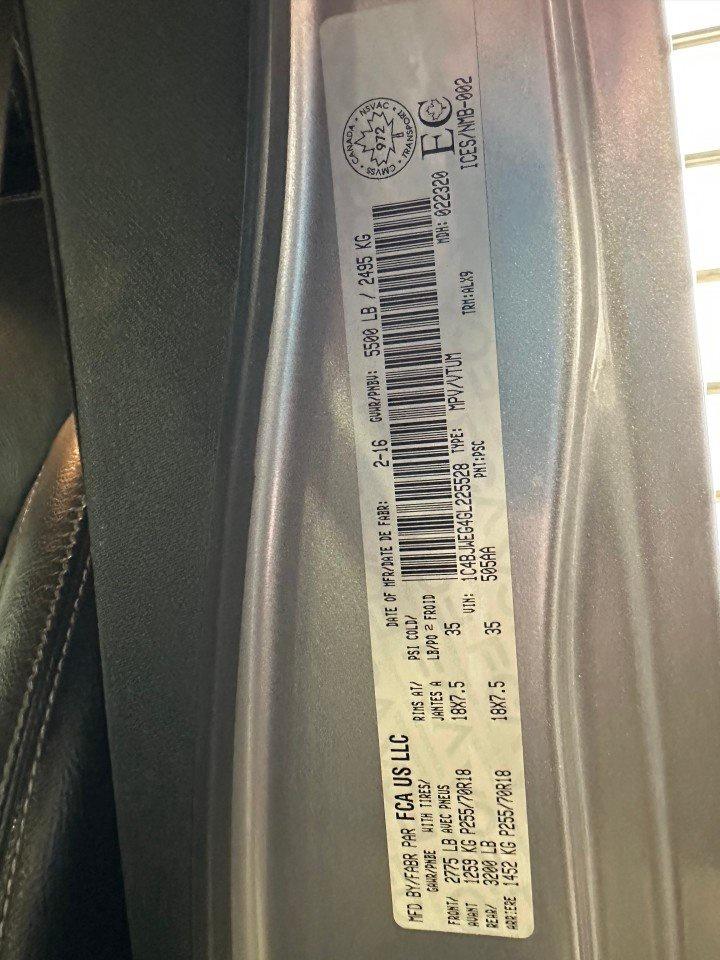 MFD BY/FABR PAR FCA US LLC
DATE OF MFR/DATE DE FABR: 2-16 GVWR/PNBV: 5500 LB / 2495 KG
GAWR/PNBE WITH TIRES/ RIMS AT/ PSI COLD/
AVEC PNEUS JANTES A LB/PO 2 FROID
FRONT/ 2775 LB
AVANT 1259 KG P255/70R18 18X7.5 35
REAR/ 3200 LB
ARRIERE 1452 KG P255/70R18 18X7.5 35
VIN: 1C4BJWEG4GL225528 TYPE: MPV/VTUM
505AA PNT:PSC TRM:ALX9 MDH: 022320
CANADA • NSVAC • TRANSPORT • CMVSS •
972
EC
ICES/NMB-002